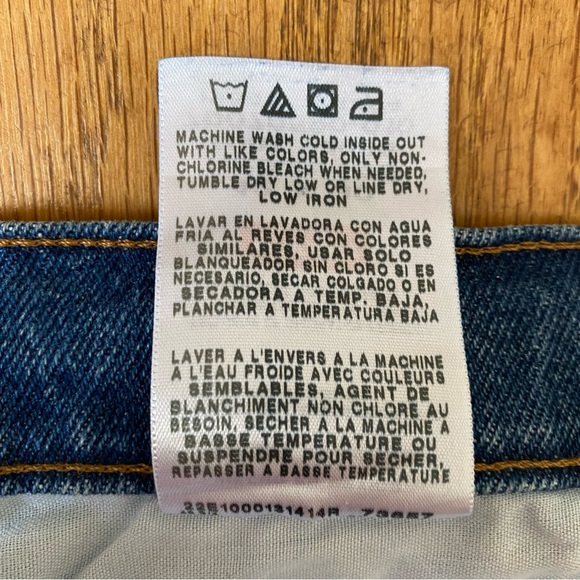 MACHINE WASH COLD INSIDE OUT
WITH LIKE COLORS, ONLY NON-
CHLORINE BLEACH WHEN NEEDED,
TUMBLE DRY LOW OR LINE DRY,
LOW IRON
LAVAR EN LAVADORA CON AGUA
FRIA AL REVES CON COLORES
SIMILARES, USAR SOLO
BLANQUEADOR SIN CLORO SI ES
NECESARIO, SECAR COLGADO O EN
SECADORA A TEMP. BAJA,
PLANCHAR A TEMPERATURA BAJA
LAVER A L'ENVERS A LA MACHINE
A L'EAU FROIDE AVEC COULEURS
SEMBLABLES, AGENT DE
BLANCHIMENT NON CHLORE AU
BESOIN, SECHER A LA MACHINE A
BASSE TEMPERATURE OU
SUSPENDRE POUR SECHER,
REPASSER A BASSE TEMPERATURE